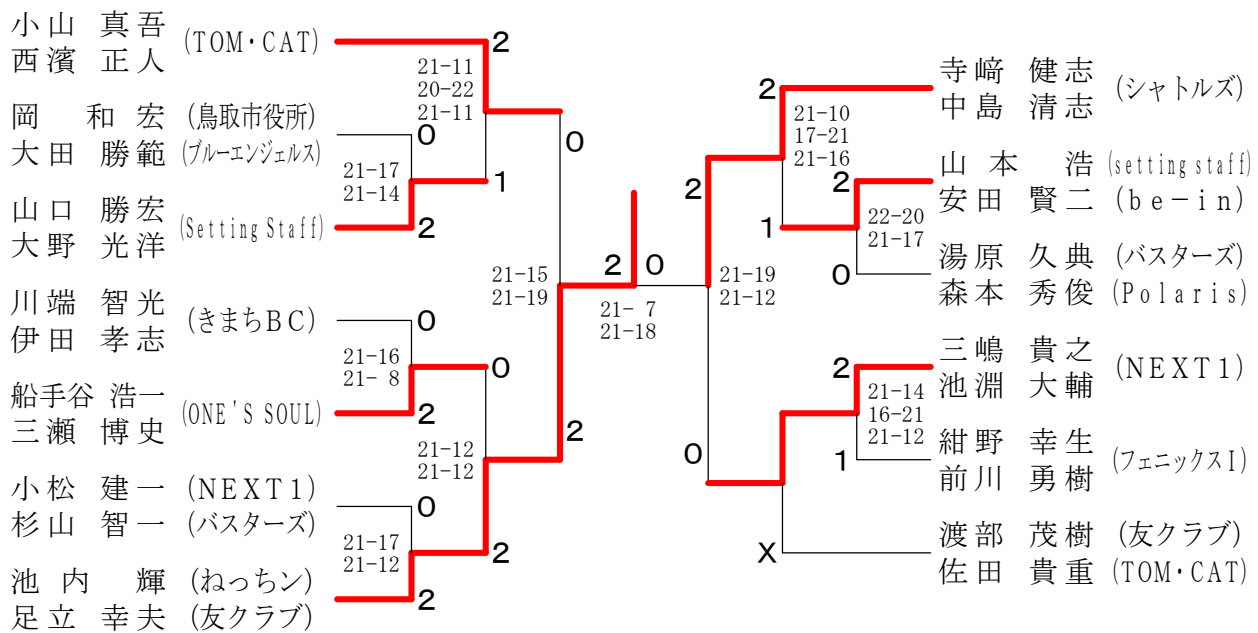 小山 真吾 (TOM・CAT)
西濱 正人
2
21-11
20-22
21-11
岡 和宏 (鳥取市役所)
大田 勝範 (ブルーエンジェルス)
0
21-17
21-14
1
山口 勝宏 (Setting Staff)
大野 光洋
2
0
川端 智光 (きまちBC)
伊田 孝志
0
21-16
21- 8
0
船手谷 浩一 (ONE'S SOUL)
三瀬 博史
2
21-12
21-12
小松 建一 (NEXT1)
杉山 智一 (バスターズ)
0
21-17
21-12
2
池内 輝 (ねっちン)
足立 幸夫 (友クラブ)
2
21-15
21-19
2
2 0
21- 7
21-18
寺﨑 健志 (シャトルズ)
中島 清志
2
21-10
17-21
21-16
2
山本 浩 (setting staff)
安田 賢二 (be-in)
2
22-20
21-17
1
湯原 久典 (バスターズ)
森本 秀俊 (Polaris)
0
21-19
21-12
三嶋 貴之 (NEXT1)
池淵 大輔
2
21-14
16-21
21-12
紺野 幸生 (フェニックスI)
前川 勇樹
1
0
渡部 茂樹 (友クラブ)
佐田 貴重 (TOM・CAT)
X